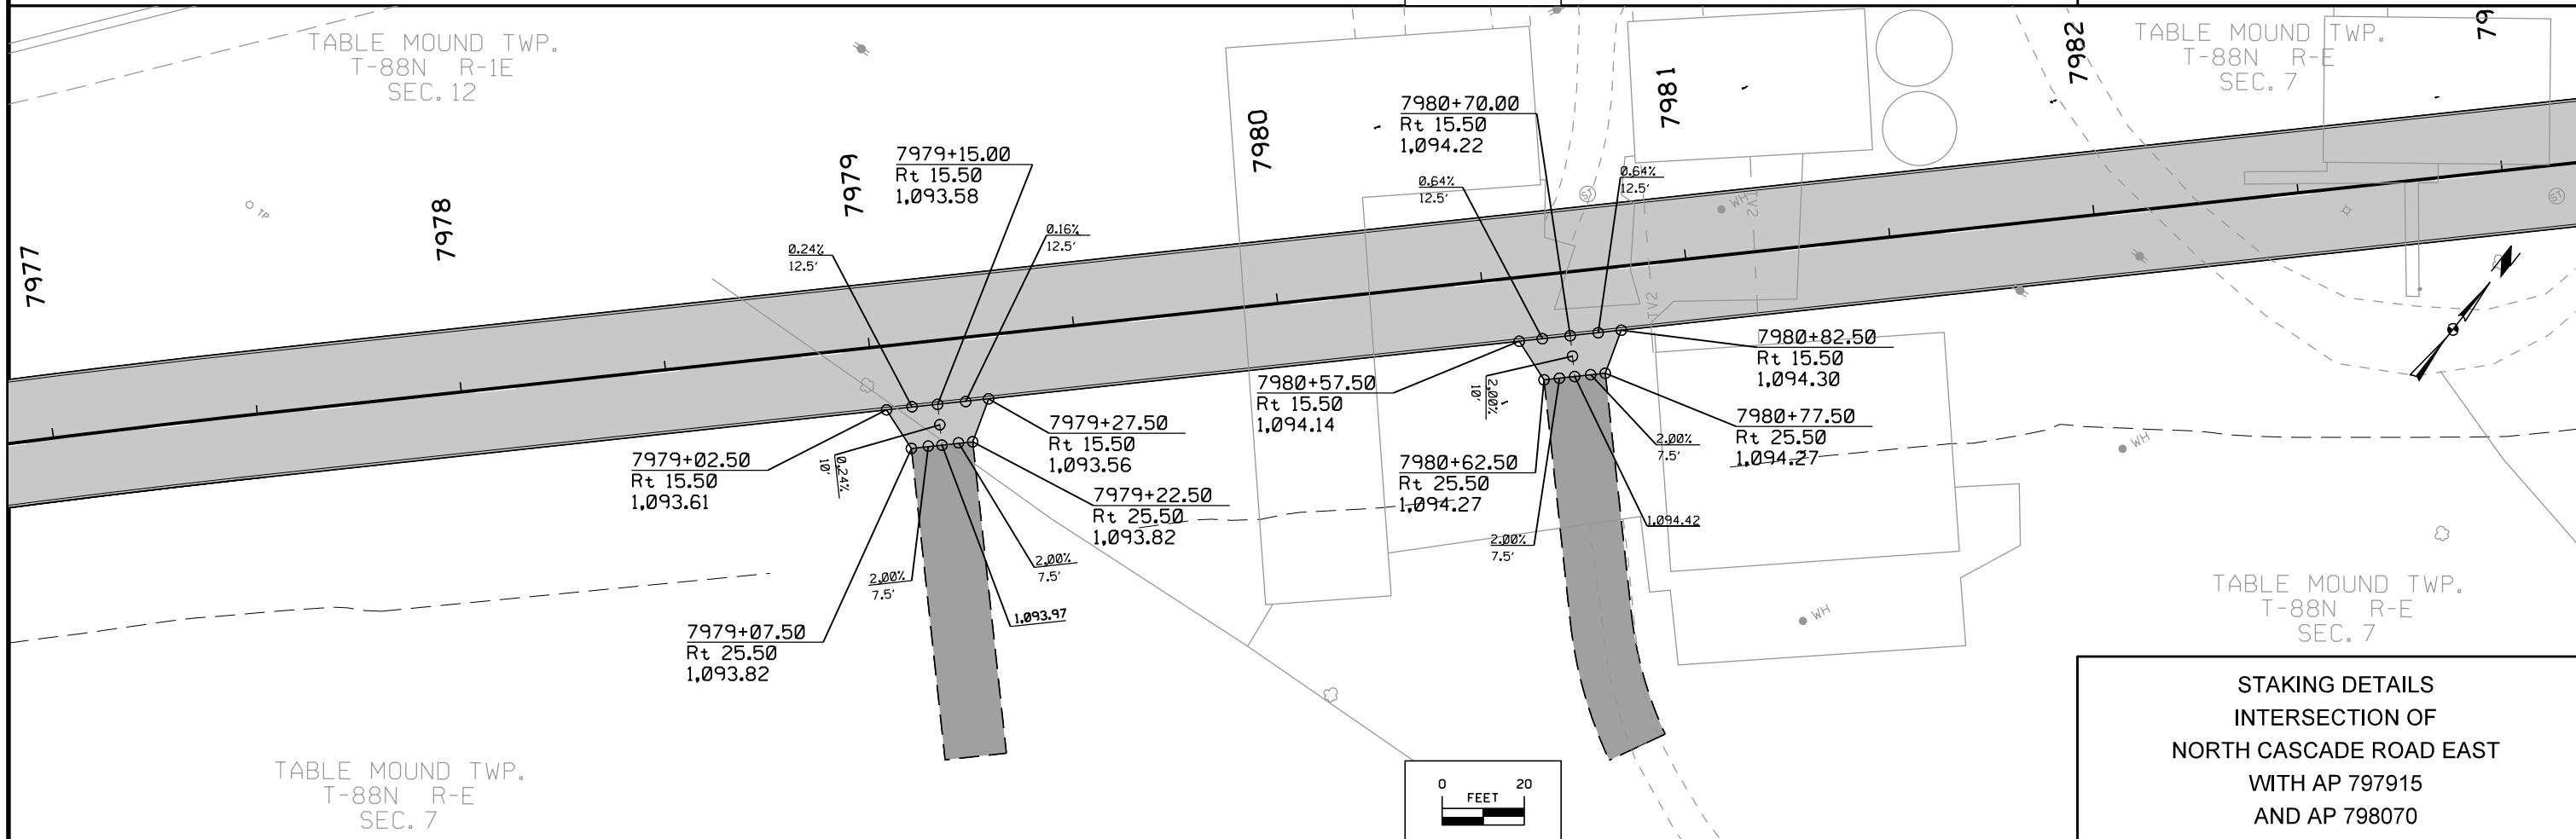 TABLE MOUND TWP.
T-88N R-1E
SEC. 12
TABLE MOUND TWP.
T-88N R-E
SEC. 7
7977
7978
7979
7980
7981
7982
79
TP
7979+15.00
Rt 15.50
1,093.58
0.24%
12.5'
0.16%
12.5'
7980+70.00
Rt 15.50
1,094.22
0.64%
12.5'
0.64%
12.5'
ST
WH
IV2
IV2
ST
7979+02.50
Rt 15.50
1,093.61
0.24%
10'
7979+27.50
Rt 15.50
1,093.56
7979+22.50
Rt 25.50
1,093.82
2.00%
7.5'
2.00%
7.5'
1,093.97
7979+07.50
Rt 25.50
1,093.82
7980+57.50
Rt 15.50
1,094.14
2.00%
10'
7980+82.50
Rt 15.50
1,094.30
7980+77.50
Rt 25.50
1,094.27
7980+62.50
Rt 25.50
1,094.27
2.00%
7.5'
2.00%
7.5'
1,094.42
WH
WH
TABLE MOUND TWP.
T-88N R-E
SEC. 7
TABLE MOUND TWP.
T-88N R-E
SEC. 7
0 20
FEET
STAKING DETAILS
INTERSECTION OF
NORTH CASCADE ROAD EAST
WITH AP 797915
AND AP 798070